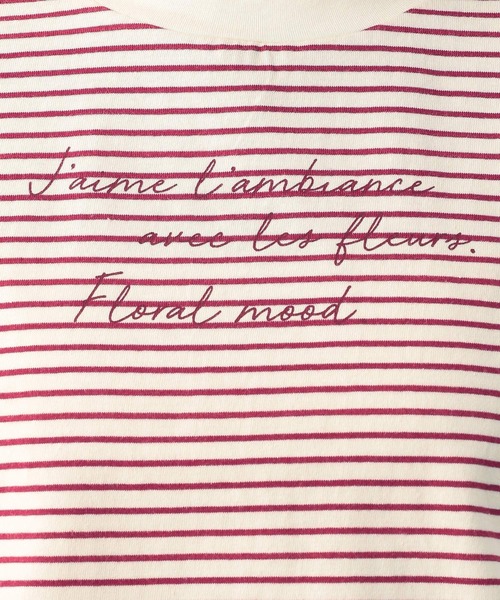 J'aime l'ambiance
avec les fleurs.
Floral mood